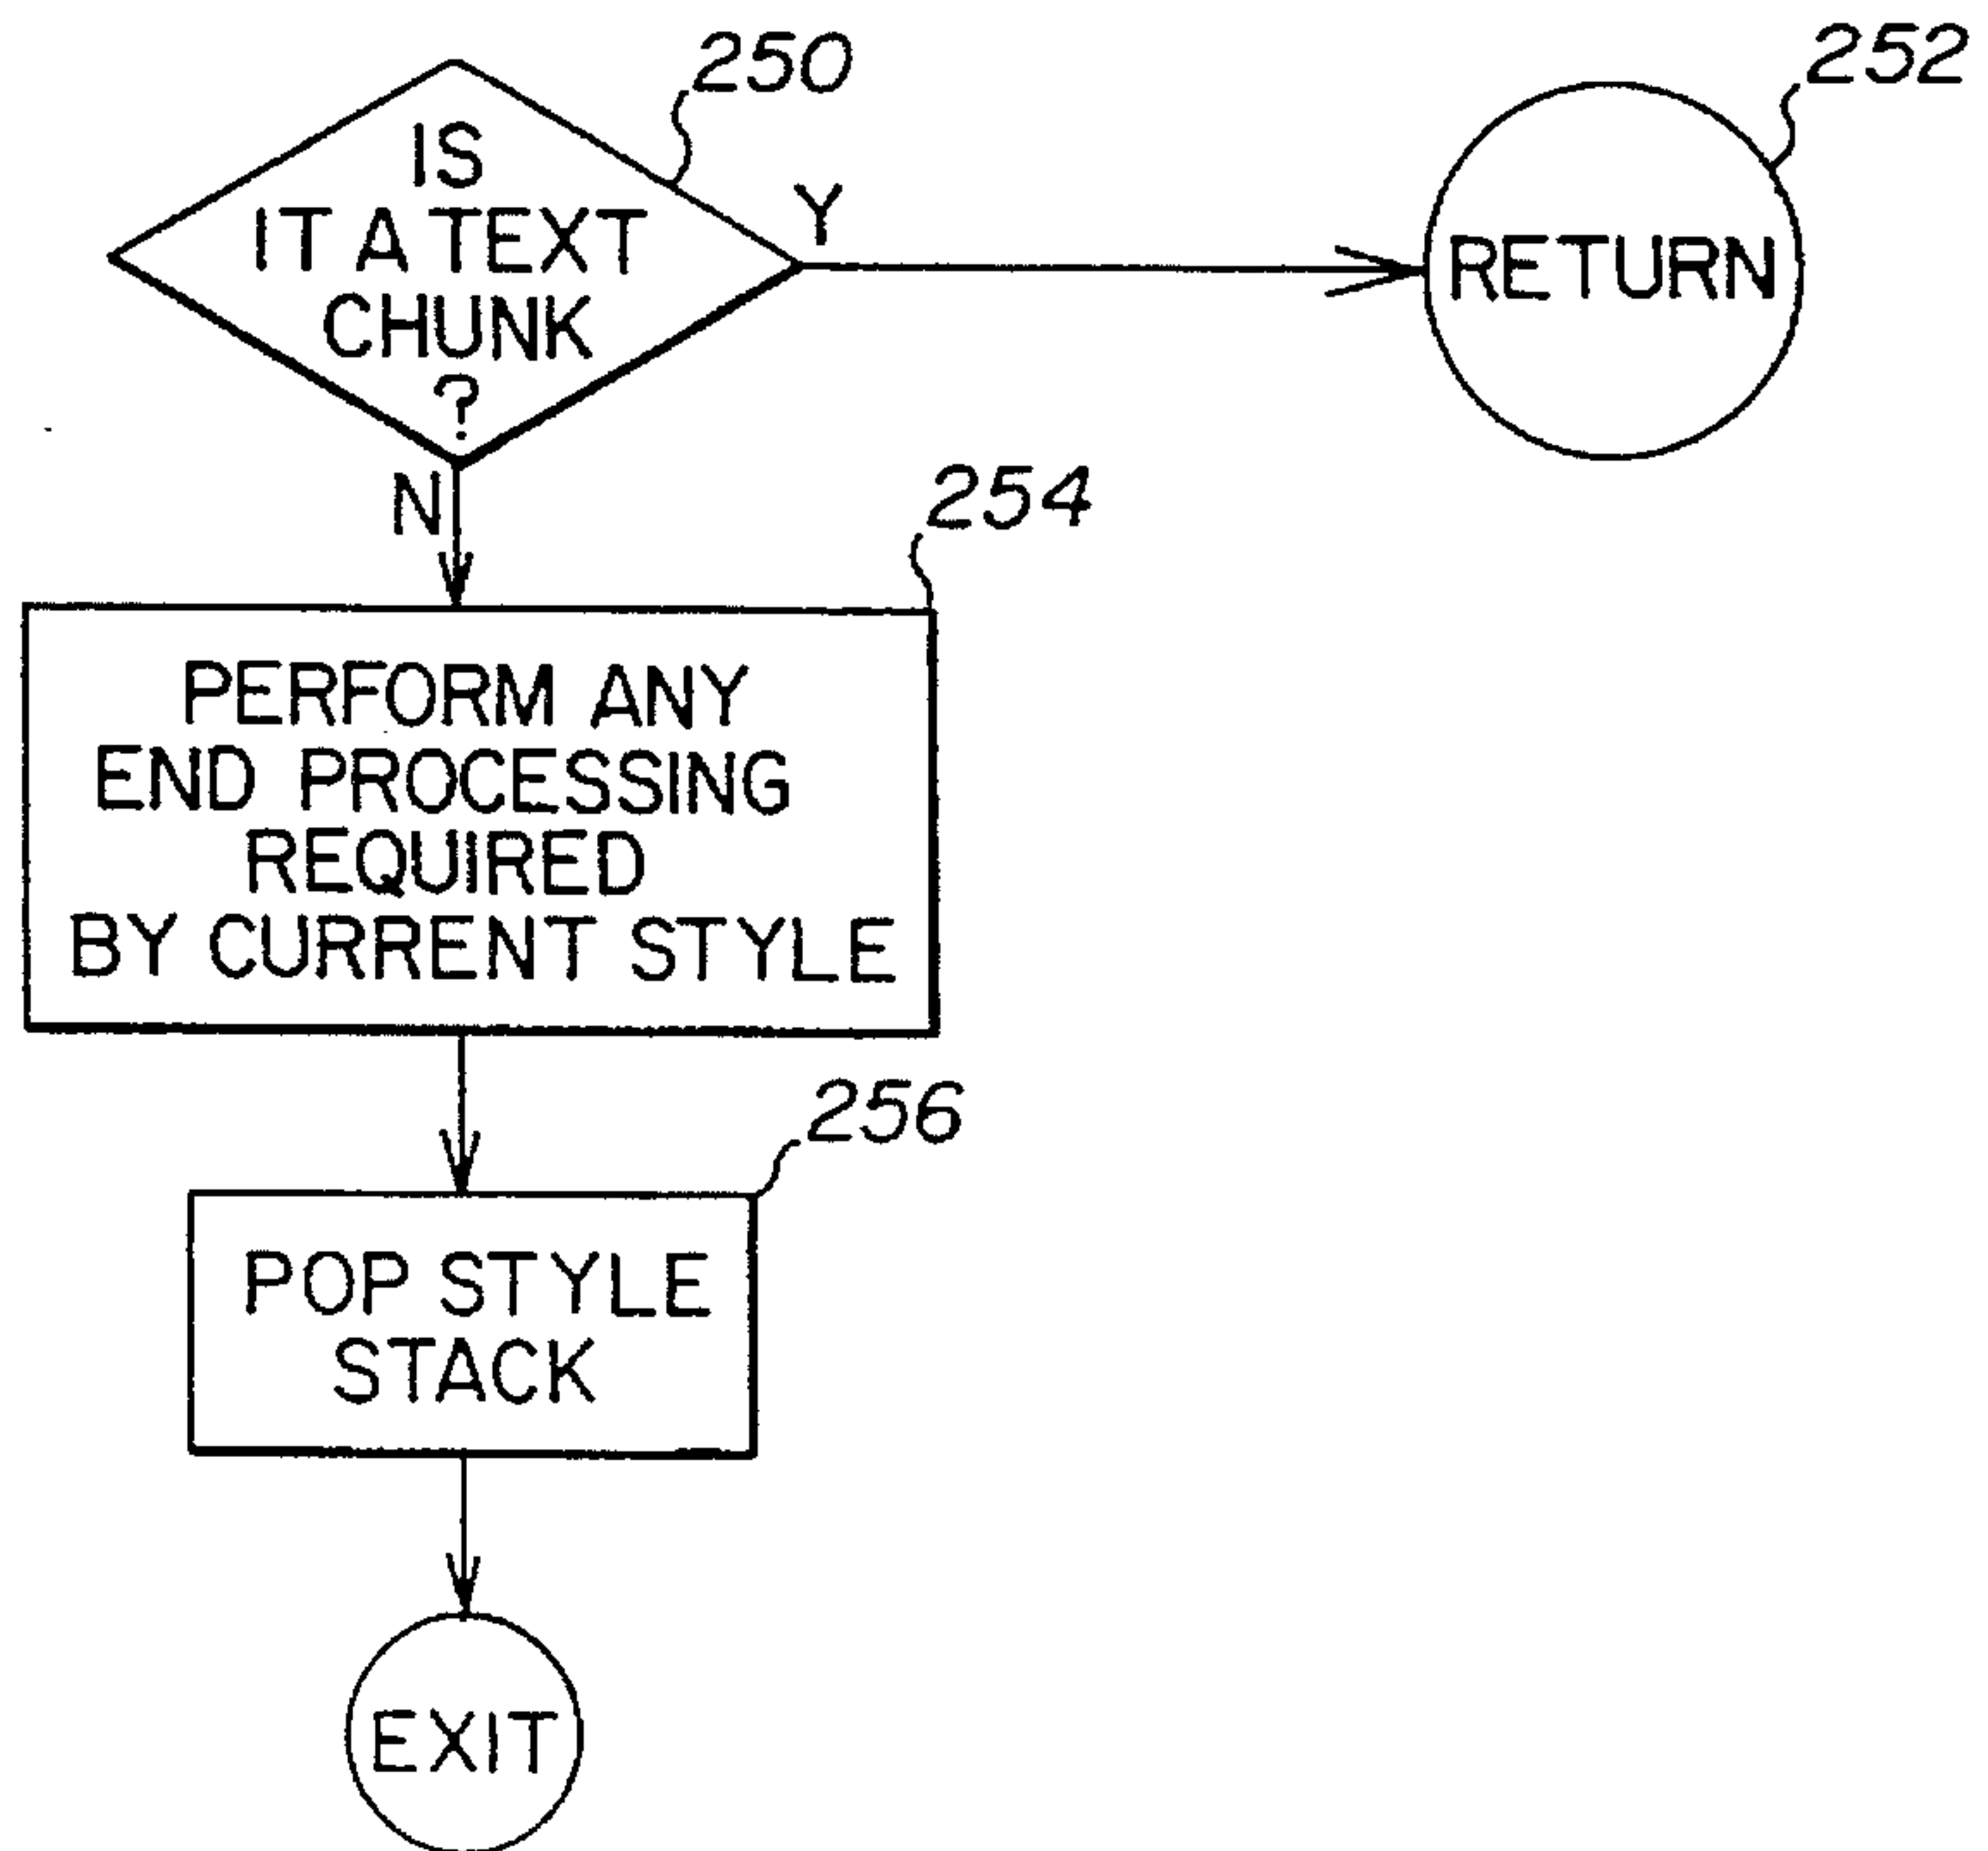 250
252
IS
IT A TEXT
CHUNK
?
Y
RETURN
N
254
PERFORM ANY
END PROCESSING
REQUIRED
BY CURRENT STYLE
256
POP STYLE
STACK
EXIT